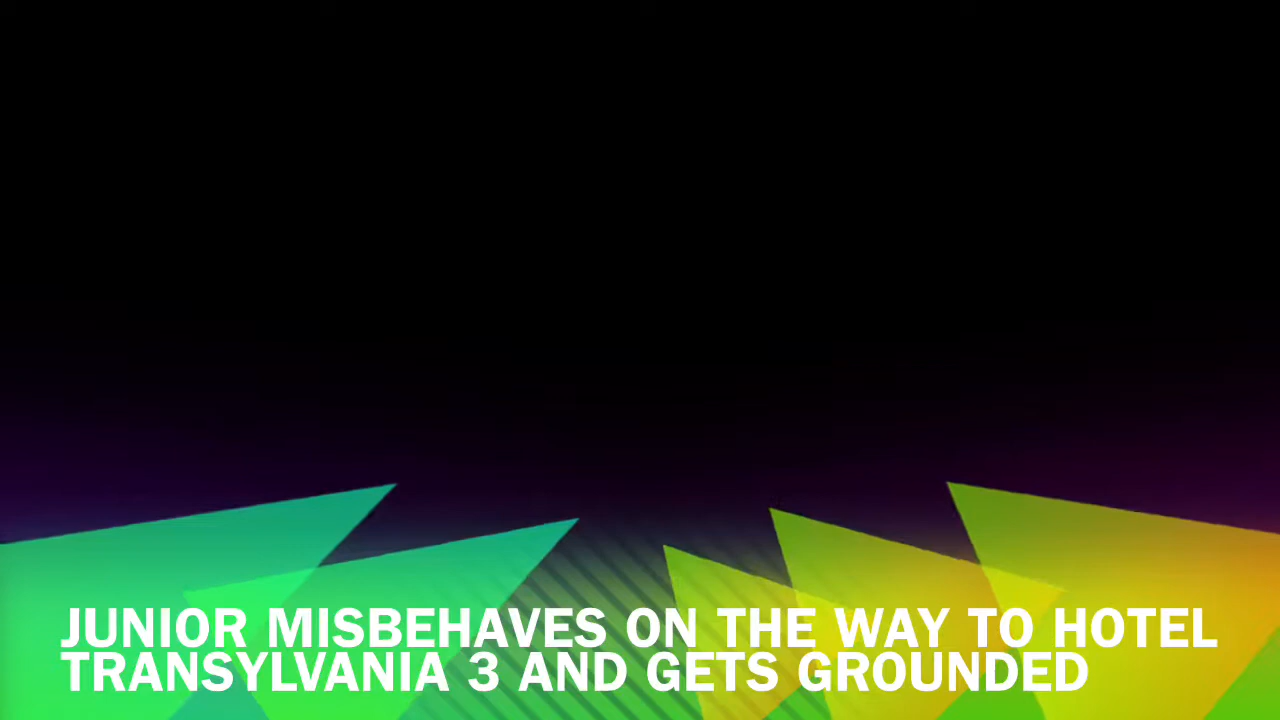 JUNIOR MISBEHAVES ON THE WAY TO HOTEL
TRANSYLVANIA 3 AND GETS GROUNDED